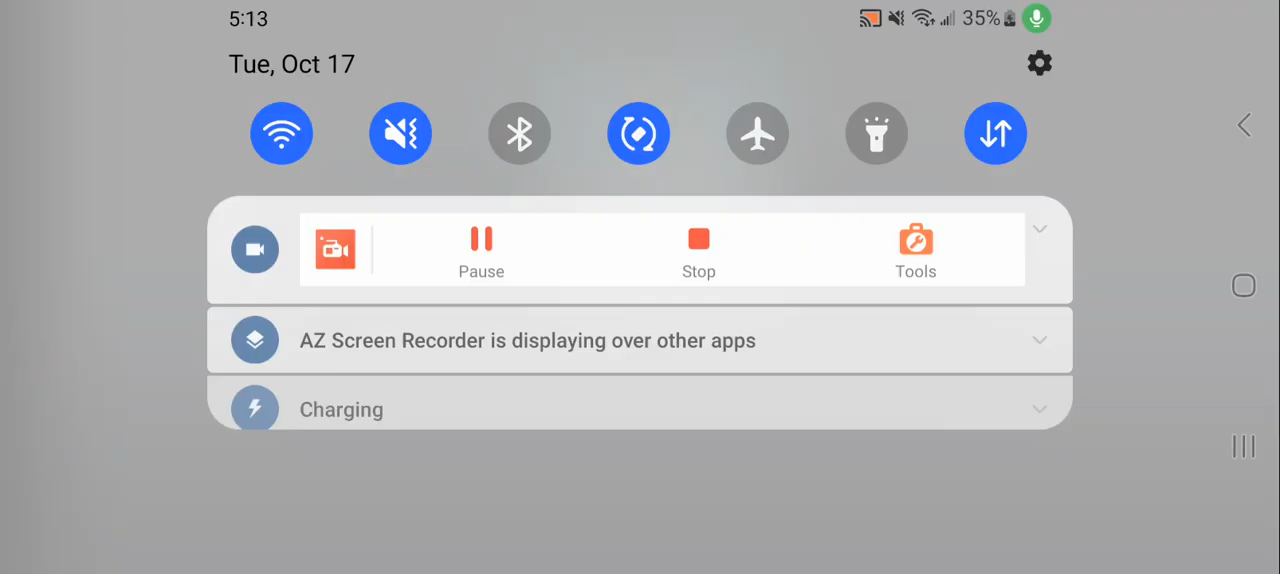 5:13
35%
Tue, Oct 17
Pause
Stop
Tools
AZ Screen Recorder is displaying over other apps
Charging